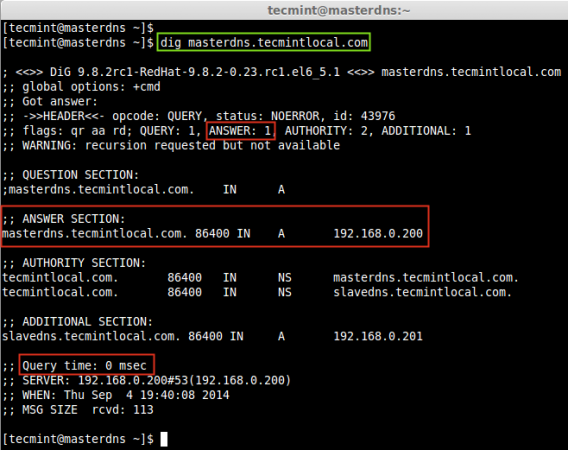 tecmint@masterdns:~
[tecmint@masterdns ~]$
[tecmint@masterdns ~]$ dig masterdns.tecmintlocal.com
; <<>> DiG 9.8.2rc1-RedHat-9.8.2-0.23.rc1.el6_5.1 <<>> masterdns.tecmintlocal.com
;; global options: +cmd
;; Got answer:
;; ->>HEADER<<- opcode: QUERY, status: NOERROR, id: 43976
;; flags: qr aa rd; QUERY: 1, ANSWER: 1, AUTHORITY: 2, ADDITIONAL: 1
;; WARNING: recursion requested but not available
;; QUESTION SECTION:
;masterdns.tecmintlocal.com. IN A
;; ANSWER SECTION:
masterdns.tecmintlocal.com. 86400 IN A 192.168.0.200
;; AUTHORITY SECTION:
tecmintlocal.com. 86400 IN NS masterdns.tecmintlocal.com.
tecmintlocal.com. 86400 IN NS slavedns.tecmintlocal.com.
;; ADDITIONAL SECTION:
slavedns.tecmintlocal.com. 86400 IN A 192.168.0.201
;; Query time: 0 msec
;; SERVER: 192.168.0.200#53(192.168.0.200)
;; WHEN: Thu Sep  4 19:40:08 2014
;; MSG SIZE  rcvd: 113
[tecmint@masterdns ~]$